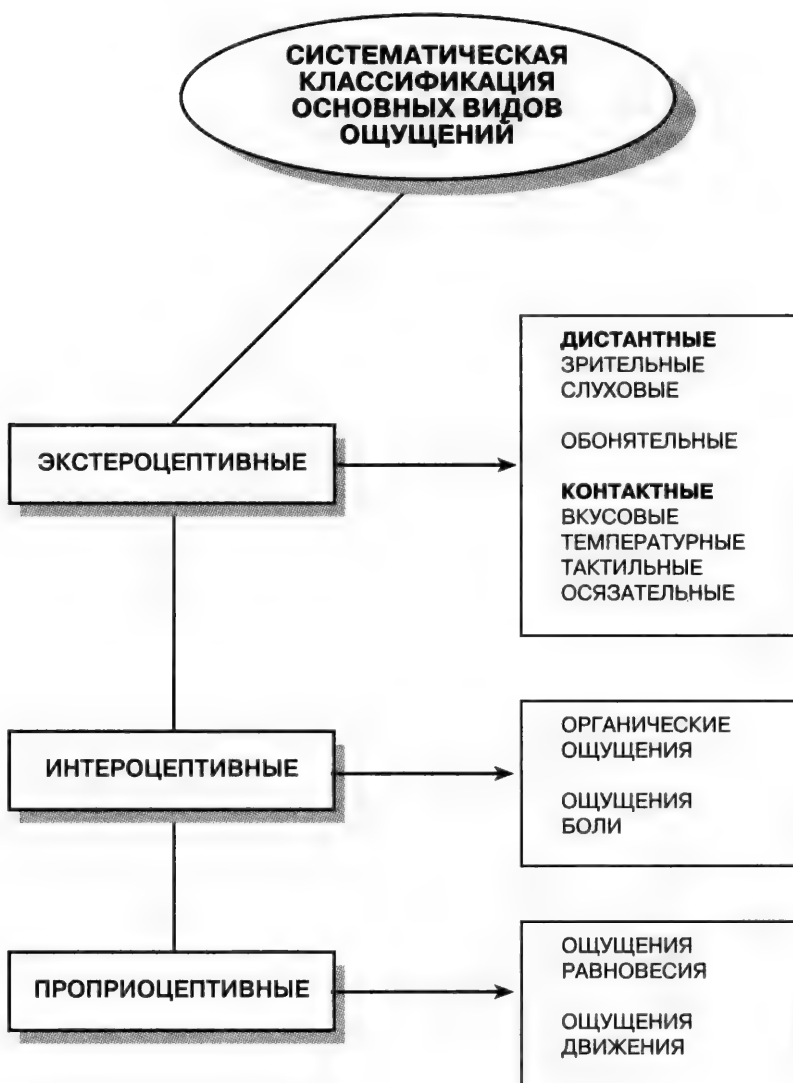 СИСТЕМАТИЧЕСКАЯ
КЛАССИФИКАЦИЯ
ОСНОВНЫХ ВИДОВ
ОЩУЩЕНИЙ
ЭКСТЕРОЦЕПТИВНЫЕ
ДИСТАНТНЫЕ
ЗРИТЕЛЬНЫЕ
СЛУХОВЫЕ
ОБОНЯТЕЛЬНЫЕ
КОНТАКТНЫЕ
ВКУСОВЫЕ
ТЕМПЕРАТУРНЫЕ
ТАКТИЛЬНЫЕ
ОСЯЗАТЕЛЬНЫЕ
ИНТЕРОЦЕПТИВНЫЕ
ОРГАНИЧЕСКИЕ
ОЩУЩЕНИЯ
ОЩУЩЕНИЯ
БОЛИ
ПРОПРИОЦЕПТИВНЫЕ
ОЩУЩЕНИЯ
РАВНОВЕСИЯ
ОЩУЩЕНИЯ
ДВИЖЕНИЯ